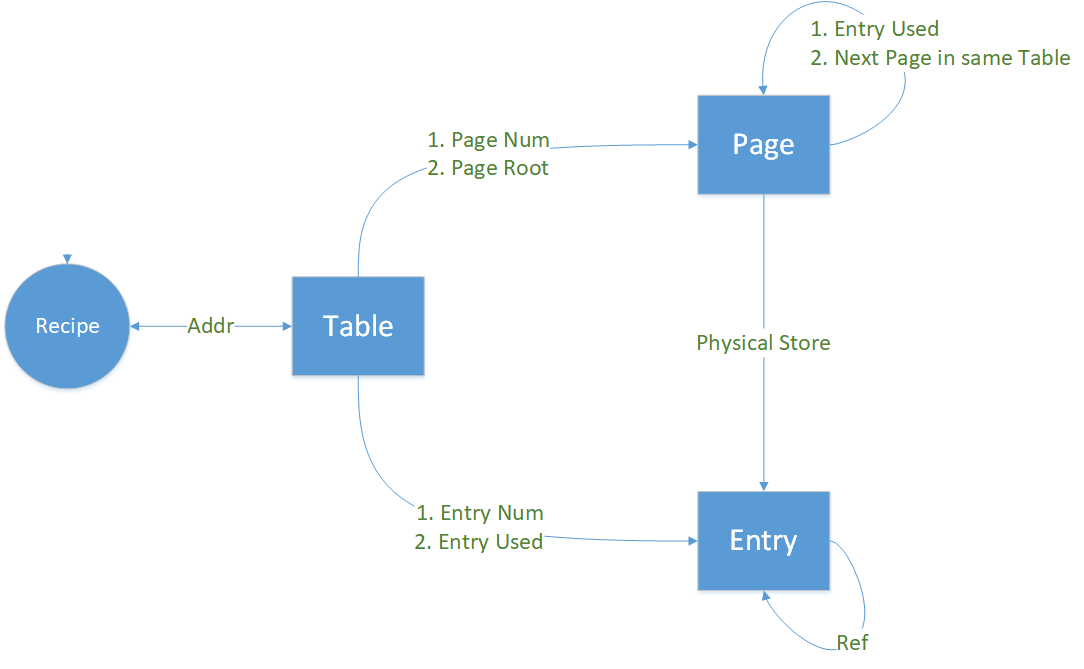 1. Entry Used
2. Next Page in same Table
Page
1. Page Num
2. Page Root
Recipe
Addr
Table
Physical Store
1. Entry Num
2. Entry Used
Entry
Ref